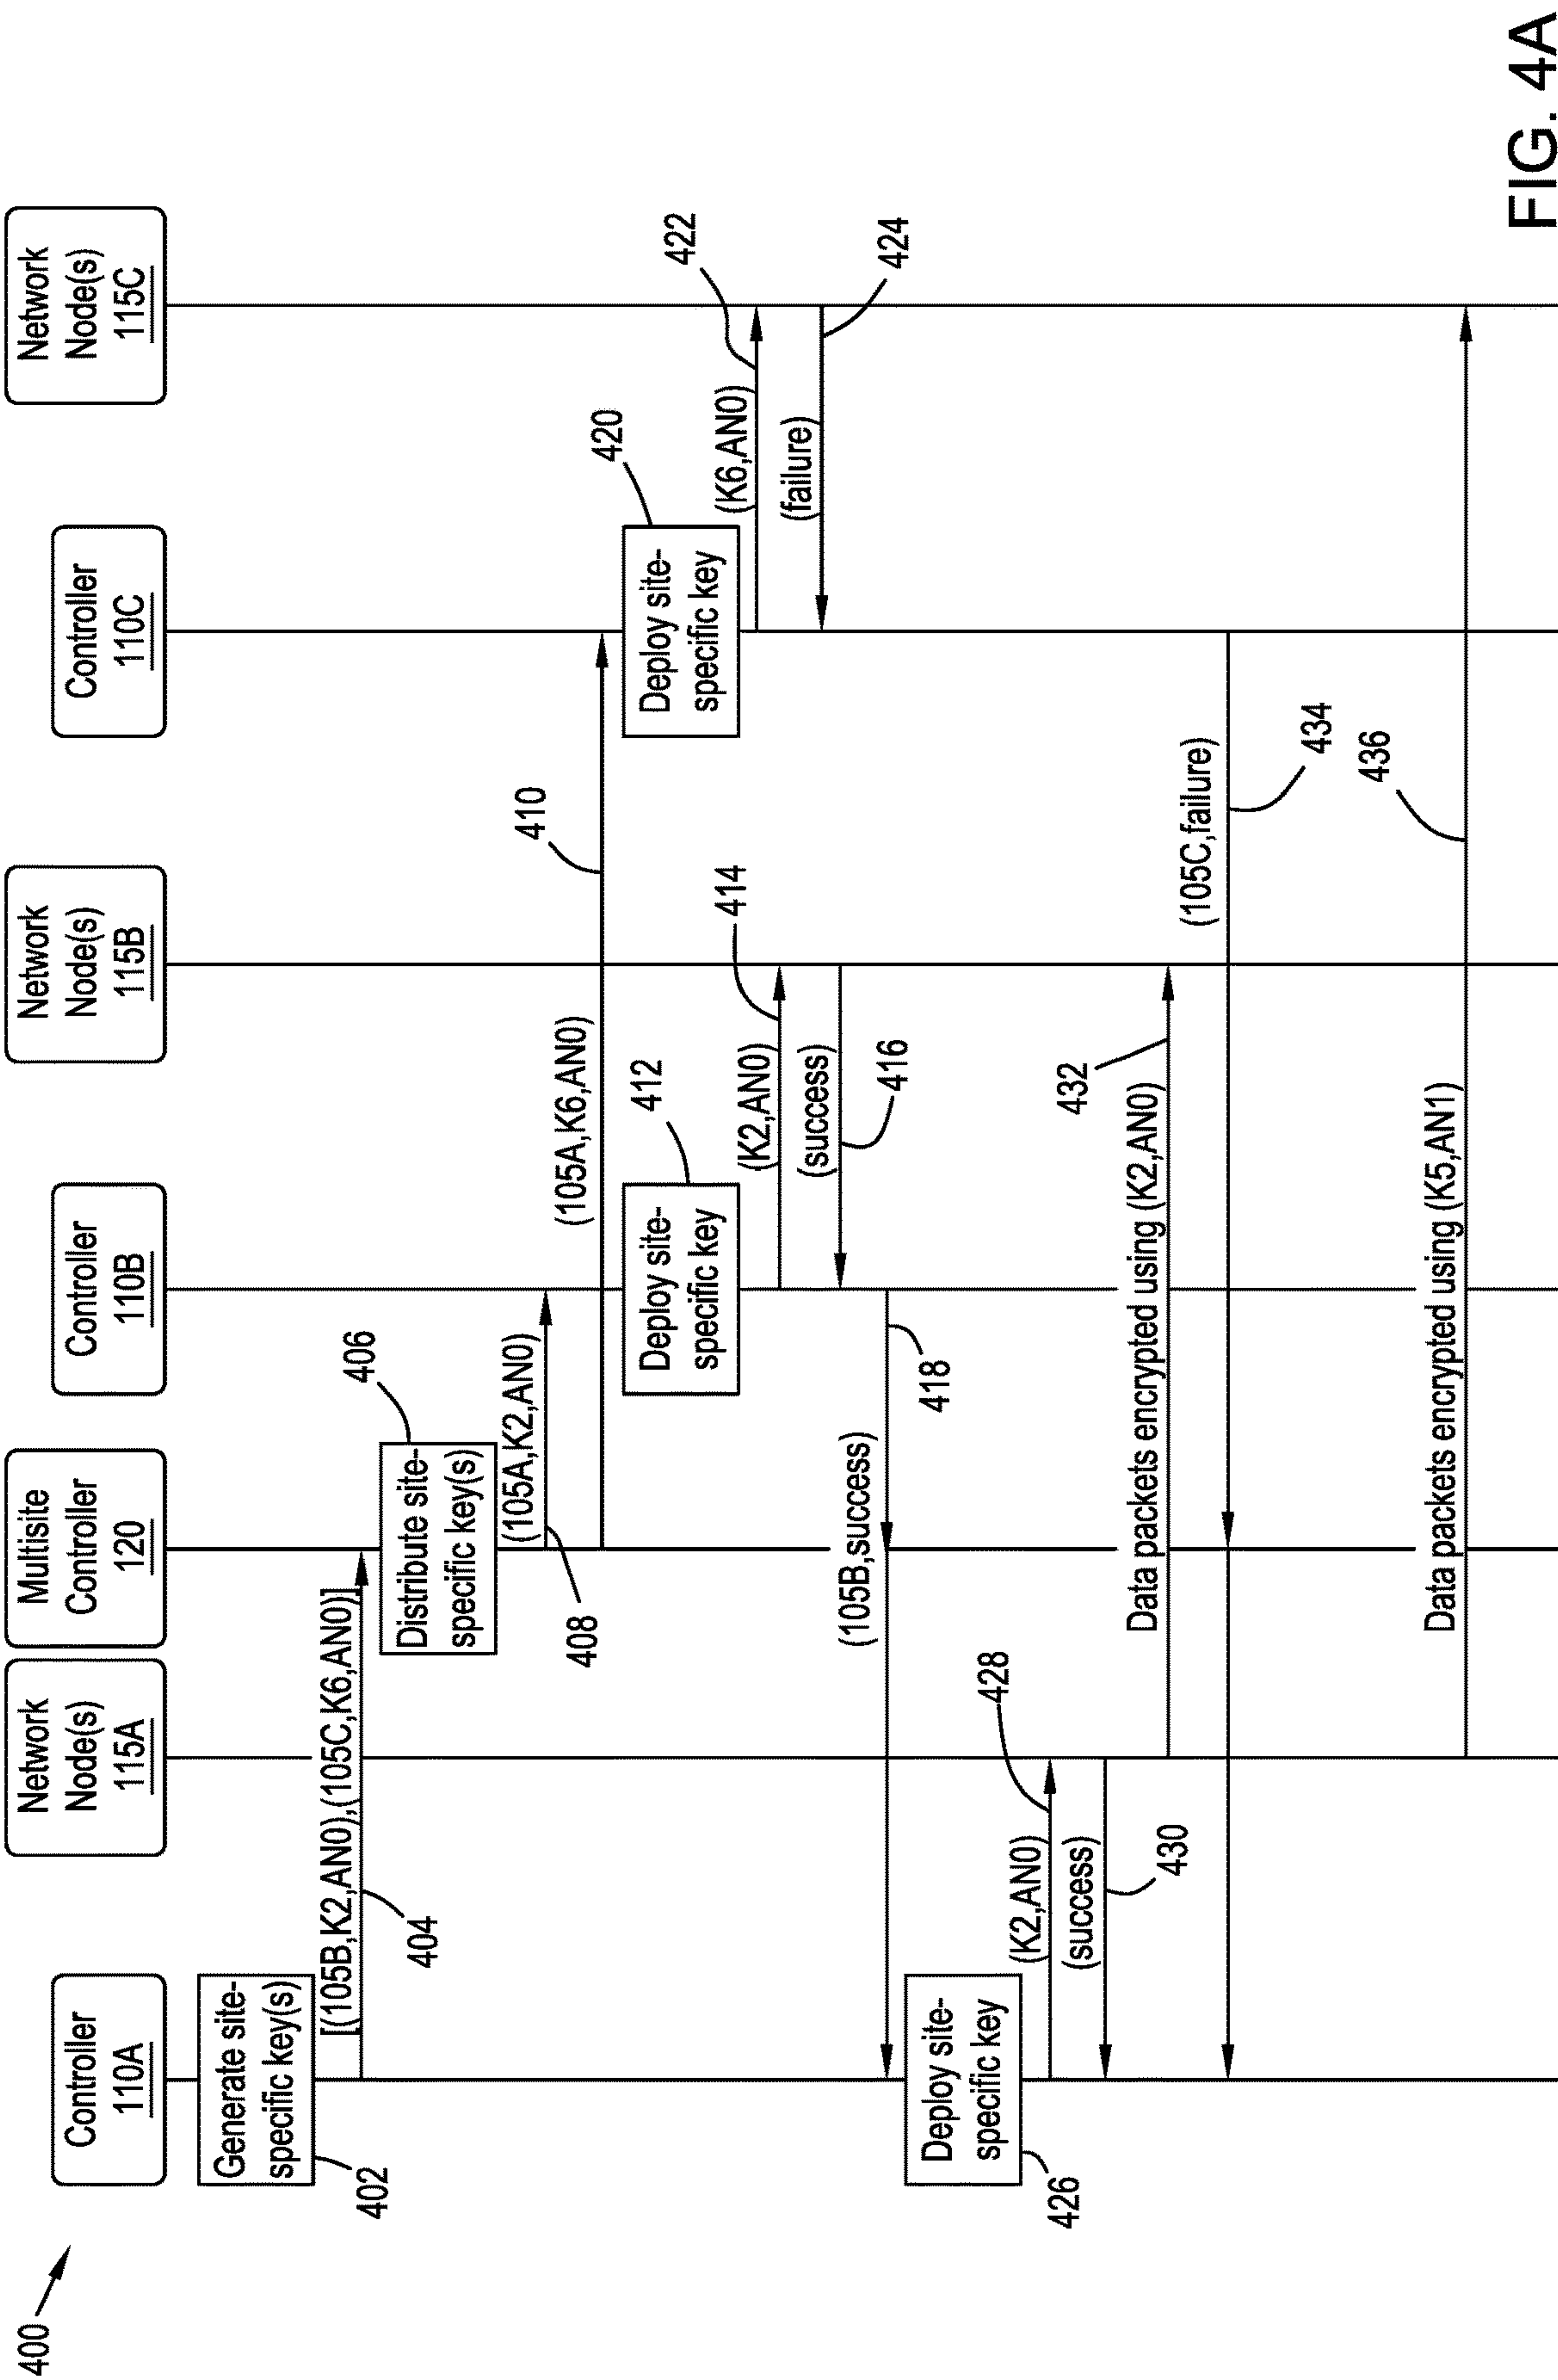 400
Controller
110A
Network
Node(s)
115A
Multisite
Controller
120
Controller
110B
Network
Node(s)
115B
Controller
110C
Network
Node(s)
115C
Generate site-
specific key(s)
402
[(105B,K2,AN0),(105C,K6,AN0)]
404
Distribute site-
specific key(s)
406
(105A,K2,AN0)
408
(105A,K6,AN0)
410
Deploy site-
specific key
412
(K2,AN0)
414
(success)
416
(105B,success)
418
Deploy site-
specific key
420
(K6,AN0)
422
(failure)
424
Deploy site-
specific key
426
(K2,AN0)
428
(success)
430
Data packets encrypted using (K2,AN0)
432
(105C,failure)
434
Data packets encrypted using (K5,AN1)
436
FIG. 4A